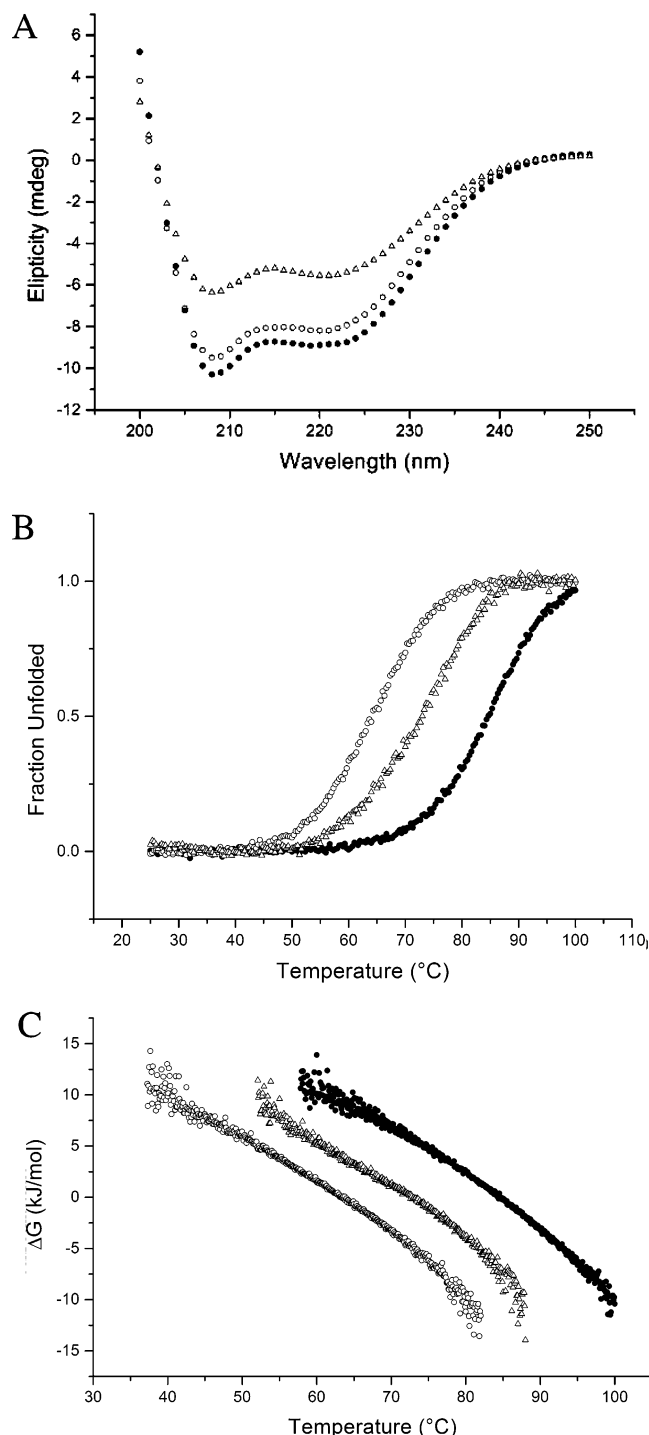 A
6
4
2
0
-2
-4
-6
-8
-10
-12
Elipticity (mdeg)
200 210 220 230 240 250
Wavelength (nm)
B
1.0
0.5
0.0
Fraction Unfolded
20 30 40 50 60 70 80 90 100 110
Temperature (°C)
C
15
10
5
0
-5
-10
-15
ΔG (kJ/mol)
30 40 50 60 70 80 90 100
Temperature (°C)